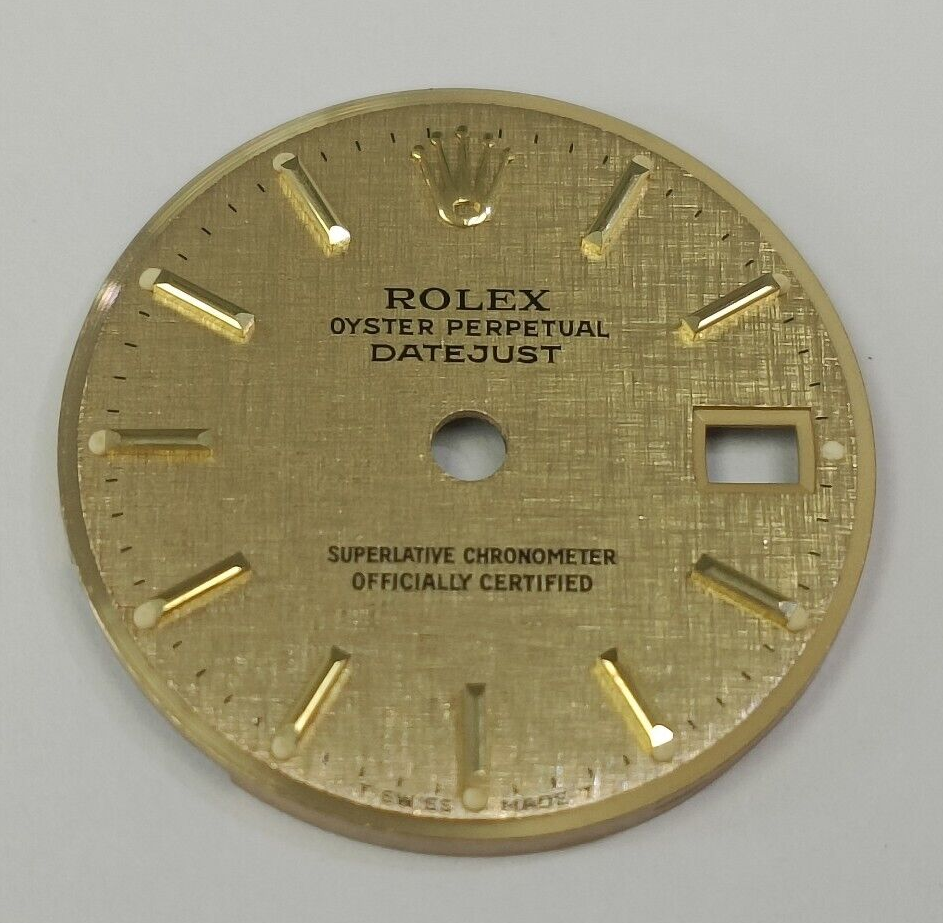 ROLEX
OYSTER PERPETUAL
DATEJUST
SUPERLATIVE CHRONOMETER
OFFICIALLY CERTIFIED
T SWISS MADE T